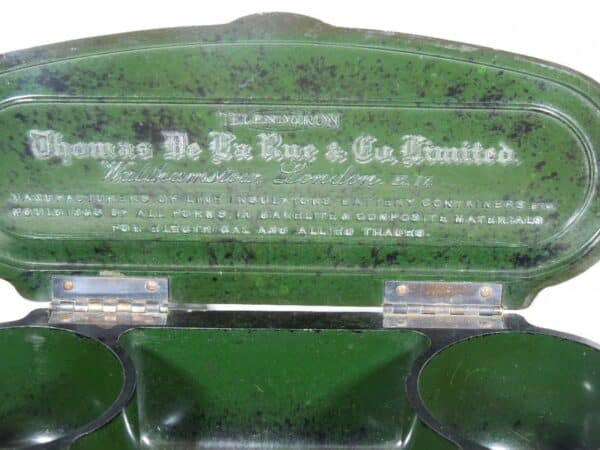 Thomas De La Rue & Co. Limited.
Walthamstow, London E.17.
MANUFACTURERS OF LINE INSULATORS BATTERY CONTAINERS ETC
MOULDINGS OF ALL FORMS, IN BAKELITE & COMPOSITE MATERIALS
FOR ELECTRICAL AND ALLIED TRADES.